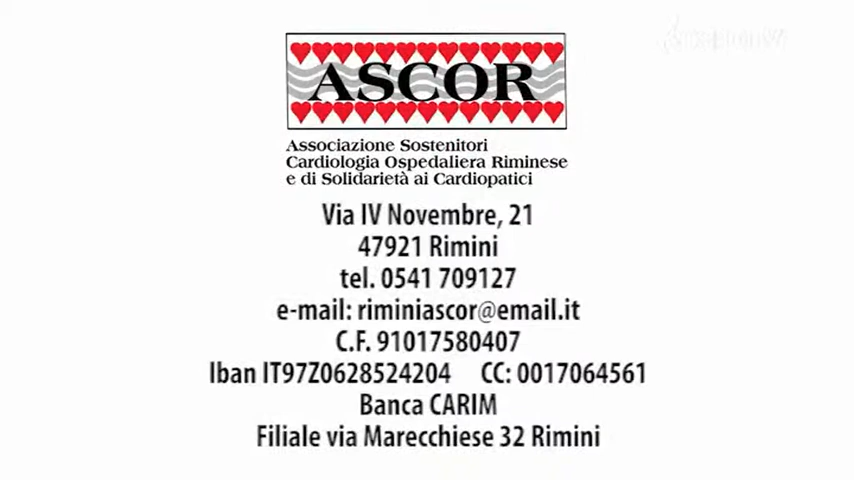 ASCOR
Associazione Sostenitori
Cardiologia Ospedaliera Riminese
e di Solidarietà ai Cardiopatici
Via IV Novembre, 21
47921 Rimini
tel. 0541 709127
e-mail: riminiascor@email.it
C.F. 91017580407
Iban IT97Z0628524204 CC: 0017064561
Banca CARIM
Filiale via Marecchiese 32 Rimini